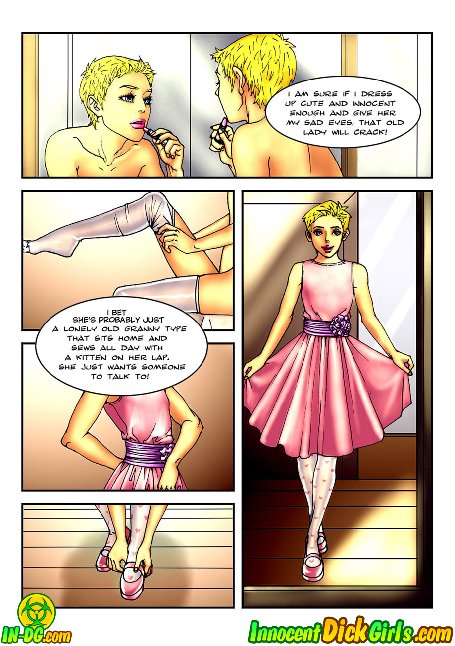 I AM SURE IF I DRESS
UP CUTE AND INNOCENT
ENOUGH AND GIVE HER
MY SAD EYES, THAT OLD
LADY WILL CRACK!
I BET
SHE'S PROBABLY JUST
A LONELY OLD GRANNY TYPE
THAT SITS HOME AND
SEWS ALL DAY WITH
A KITTEN ON HER LAP.
SHE JUST WANTS SOMEONE
TO TALK TO!
IN-DG.com
InnocentDickGirls.com